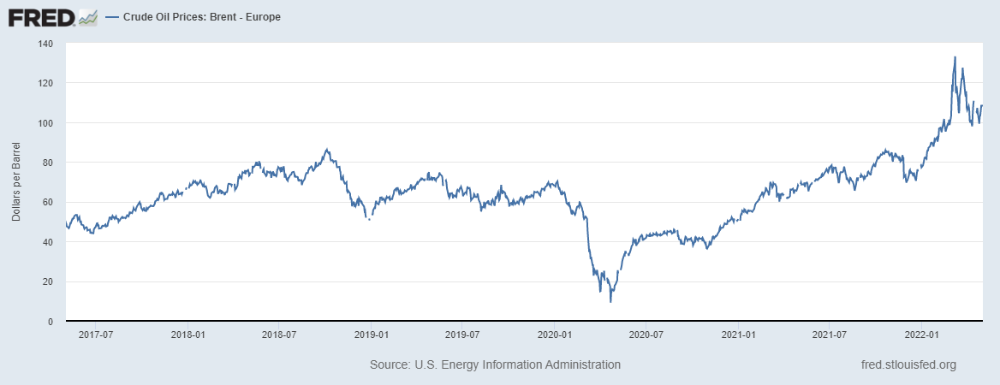 FRED
Crude Oil Prices: Brent - Europe
Dollars per Barrel
140
120
100
80
60
40
20
0
2017-07 2018-01 2018-07 2019-01 2019-07 2020-01 2020-07 2021-01 2021-07 2022-01
Source: U.S. Energy Information Administration
fred.stlouisfed.org